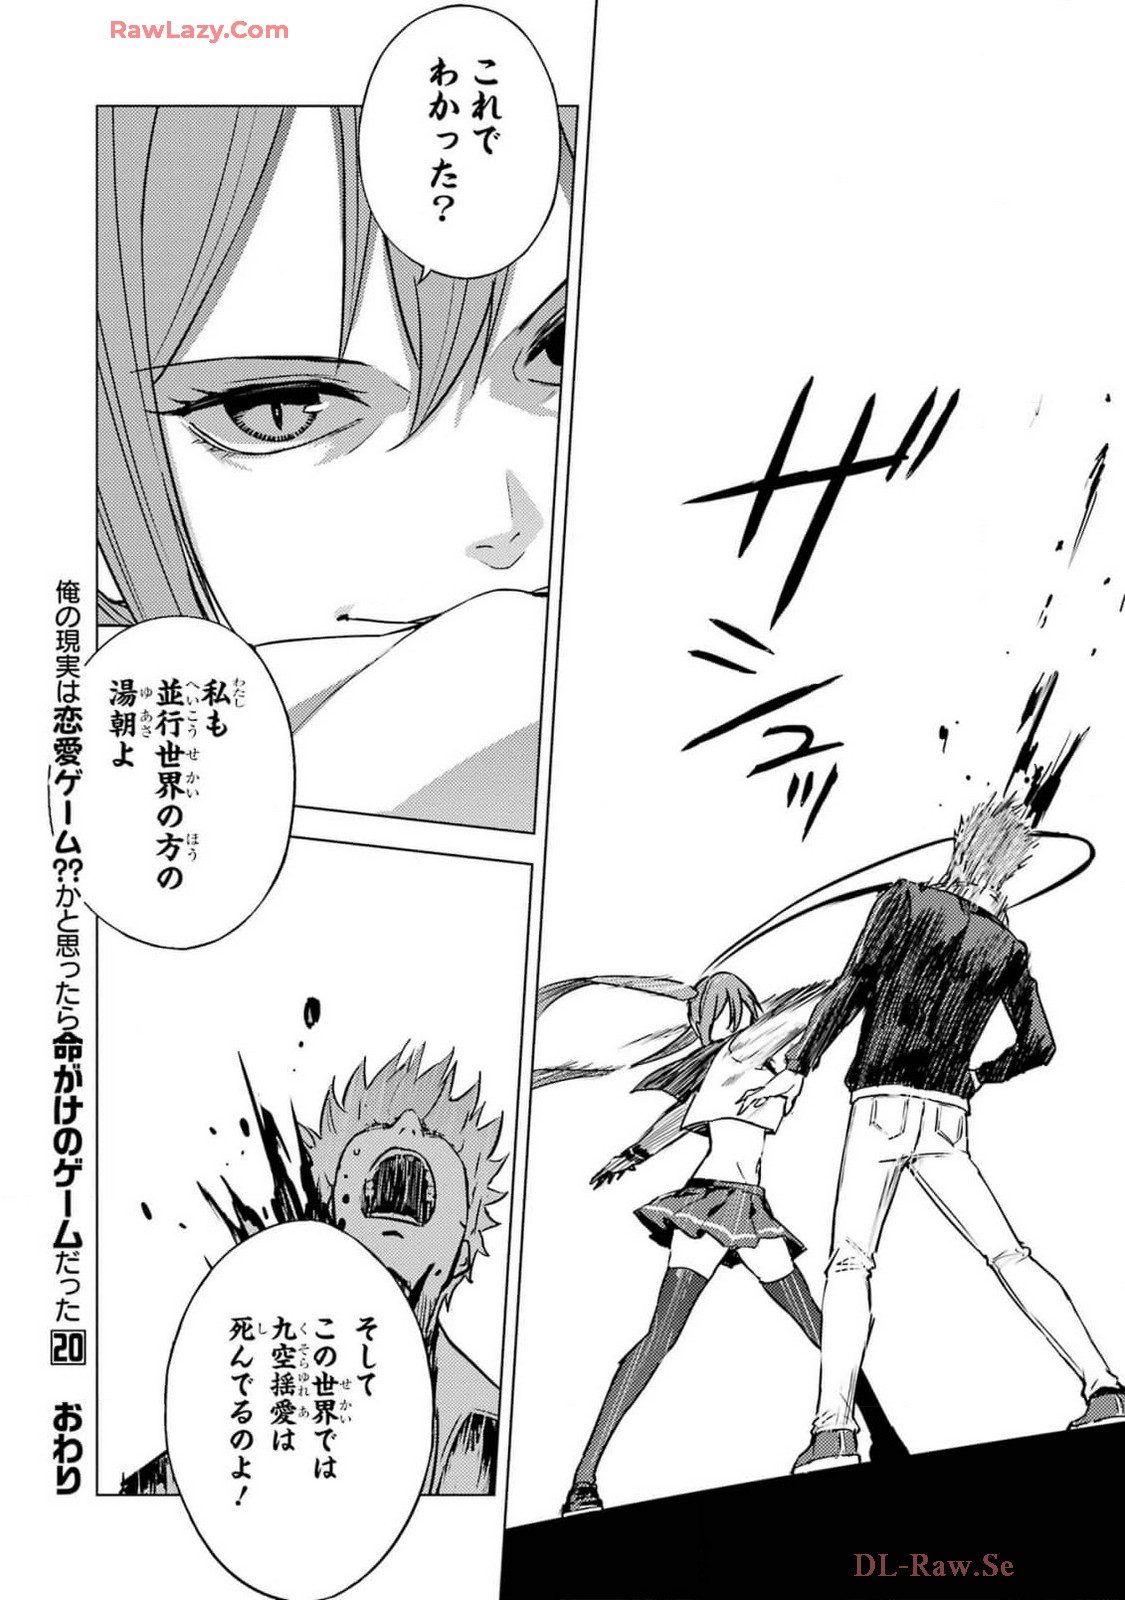 RawLazy.Com
ザシュッ
これで
わかった？
私も
並行世界の方の
湯朝よ
そして
この世界では
九空揺愛は
死んでるのよ！
俺の現実は恋愛ゲーム??かと思ったら命がけのゲームだった 20 おわり
DL-Raw.Se